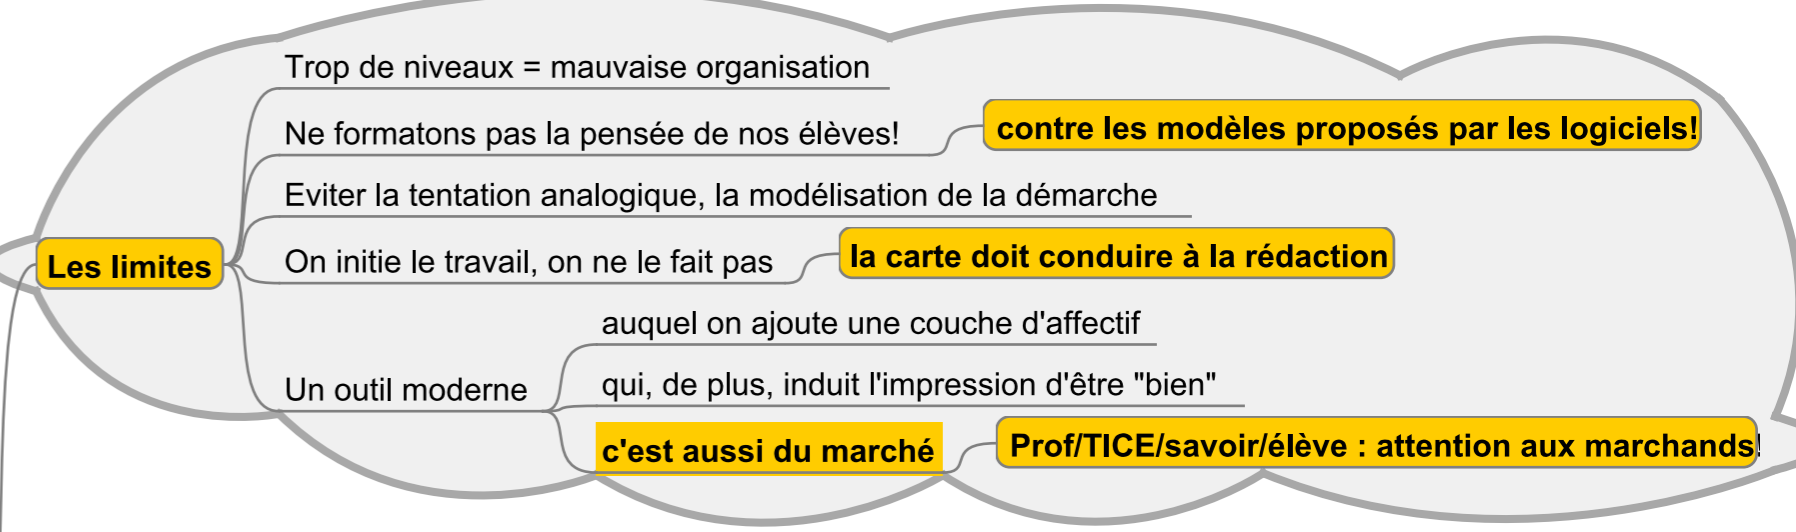 Les limites
Trop de niveaux = mauvaise organisation
Ne formatons pas la pensée de nos élèves!
contre les modèles proposés par les logiciels!
Eviter la tentation analogique, la modélisation de la démarche
On initie le travail, on ne le fait pas
la carte doit conduire à la rédaction
Un outil moderne
auquel on ajoute une couche d'affectif
qui, de plus, induit l'impression d'être "bien"
c'est aussi du marché
Prof/TICE/savoir/élève : attention aux marchands!